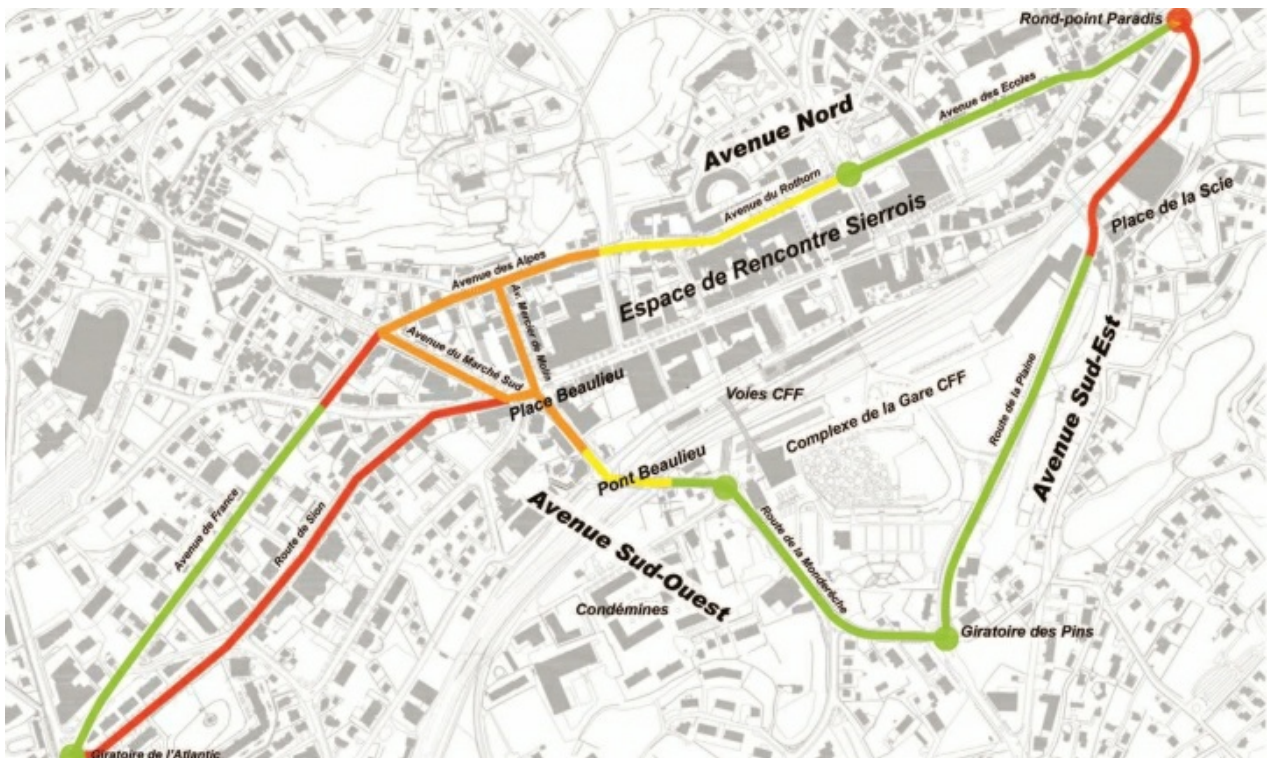 Rond-point Paradis
Avenue des Ecoles
Avenue Nord
Avenue du Rothorn
Place de la Scie
Espace de Rencontre Sierrois
Avenue des Alpes
Av. Mercier de Molin
Avenue du Marché Sud
Place Beaulieu
Voies CFF
Complexe de la Gare CFF
Route de la Plaine
Avenue Sud-Est
Pont Beaulieu
Avenue de France
Route de Sion
Avenue Sud-Ouest
Route de la Monderèche
Condémines
Giratoire des Pins
Giratoire de l'Atlantic